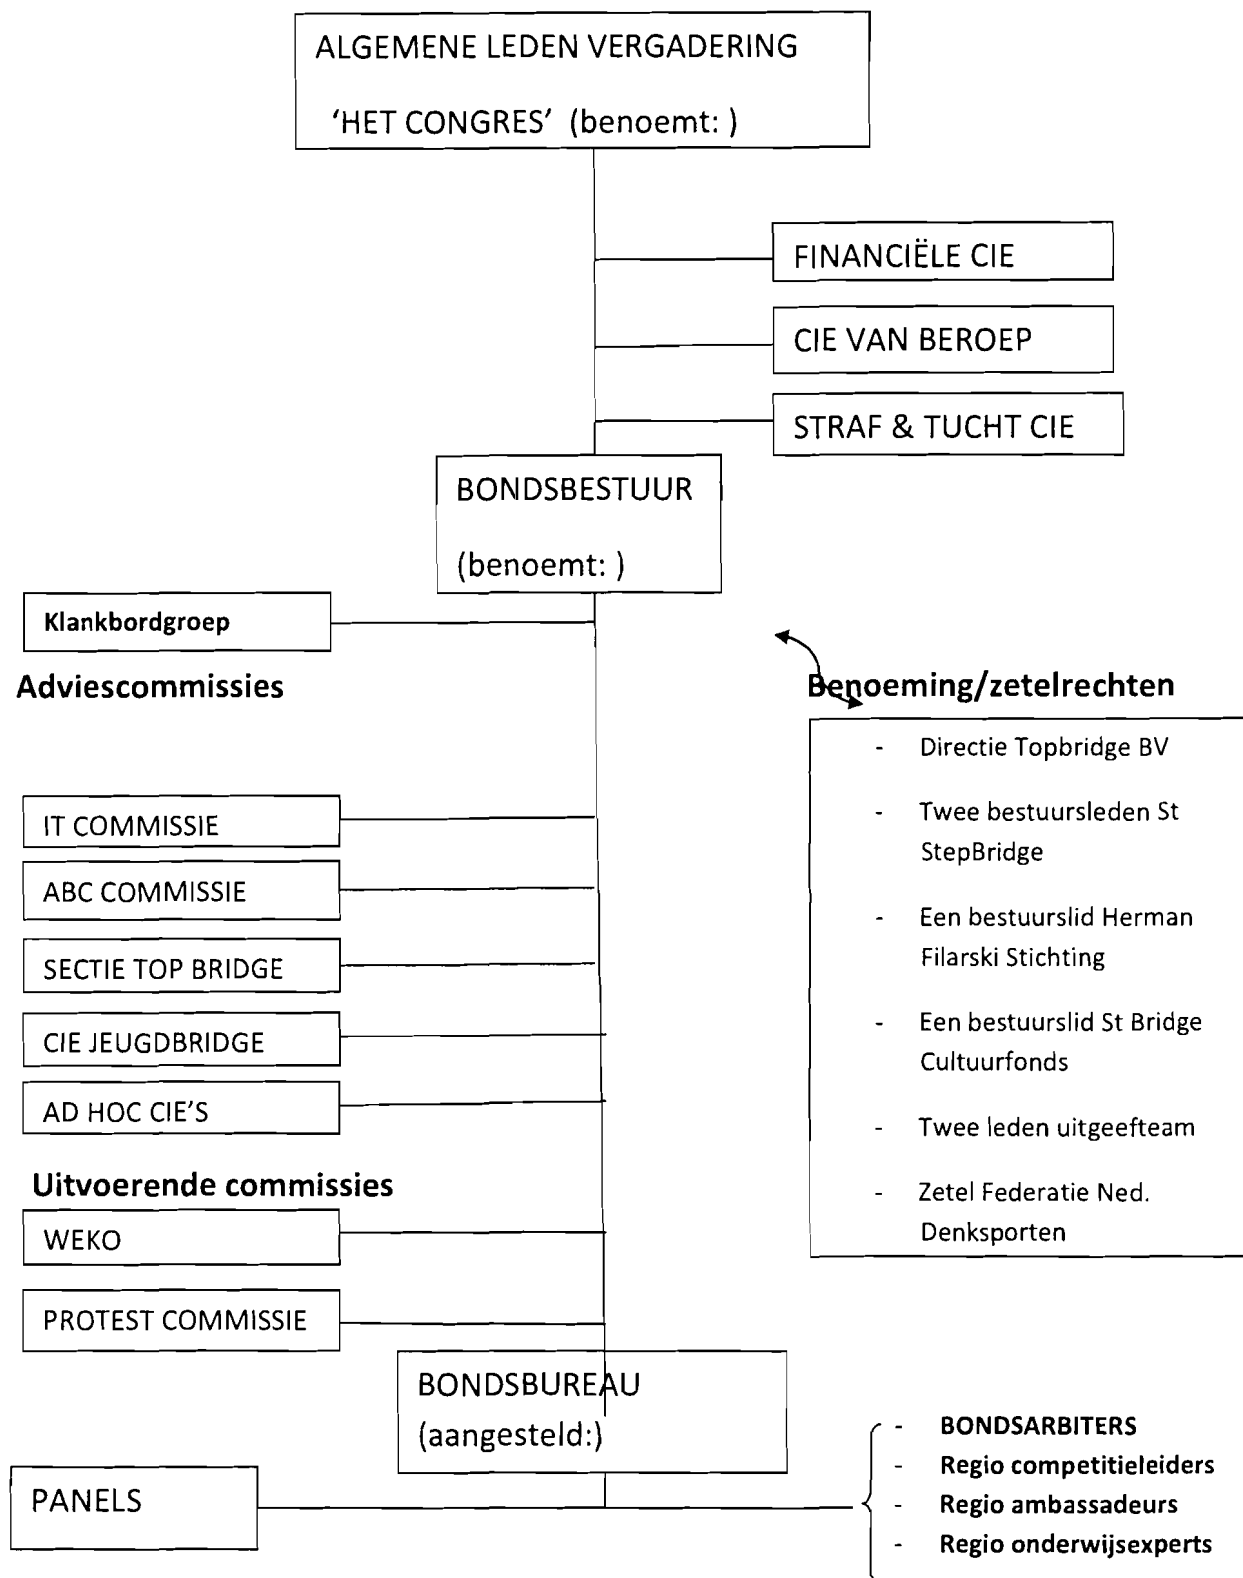 ALGEMENE LEDEN VERGADERING
‘HET CONGRES’ (benoemt: )
FINANCIËLE CIE
CIE VAN BEROEP
STRAF & TUCHT CIE
BONDSBESTUUR
(benoemt: )
Klankbordgroep
Adviescommissies
Benoeming/zetelrechten
- Directie Topbridge BV
- Twee bestuursleden St
StepBridge
- Een bestuurslid Herman
Filarski Stichting
- Een bestuurslid St Bridge
Cultuurfonds
- Twee leden uitgeefteam
- Zetel Federatie Ned.
Denksporten
IT COMMISSIE
ABC COMMISSIE
SECTIE TOP BRIDGE
CIE JEUGDBRIDGE
AD HOC CIE’S
Uitvoerende commissies
WEKO
PROTEST COMMISSIE
BONDSBUREAU
(aangesteld:)
PANELS
- BONDSARBITERS
- Regio competitieleiders
- Regio ambassadeurs
- Regio onderwijsexperts